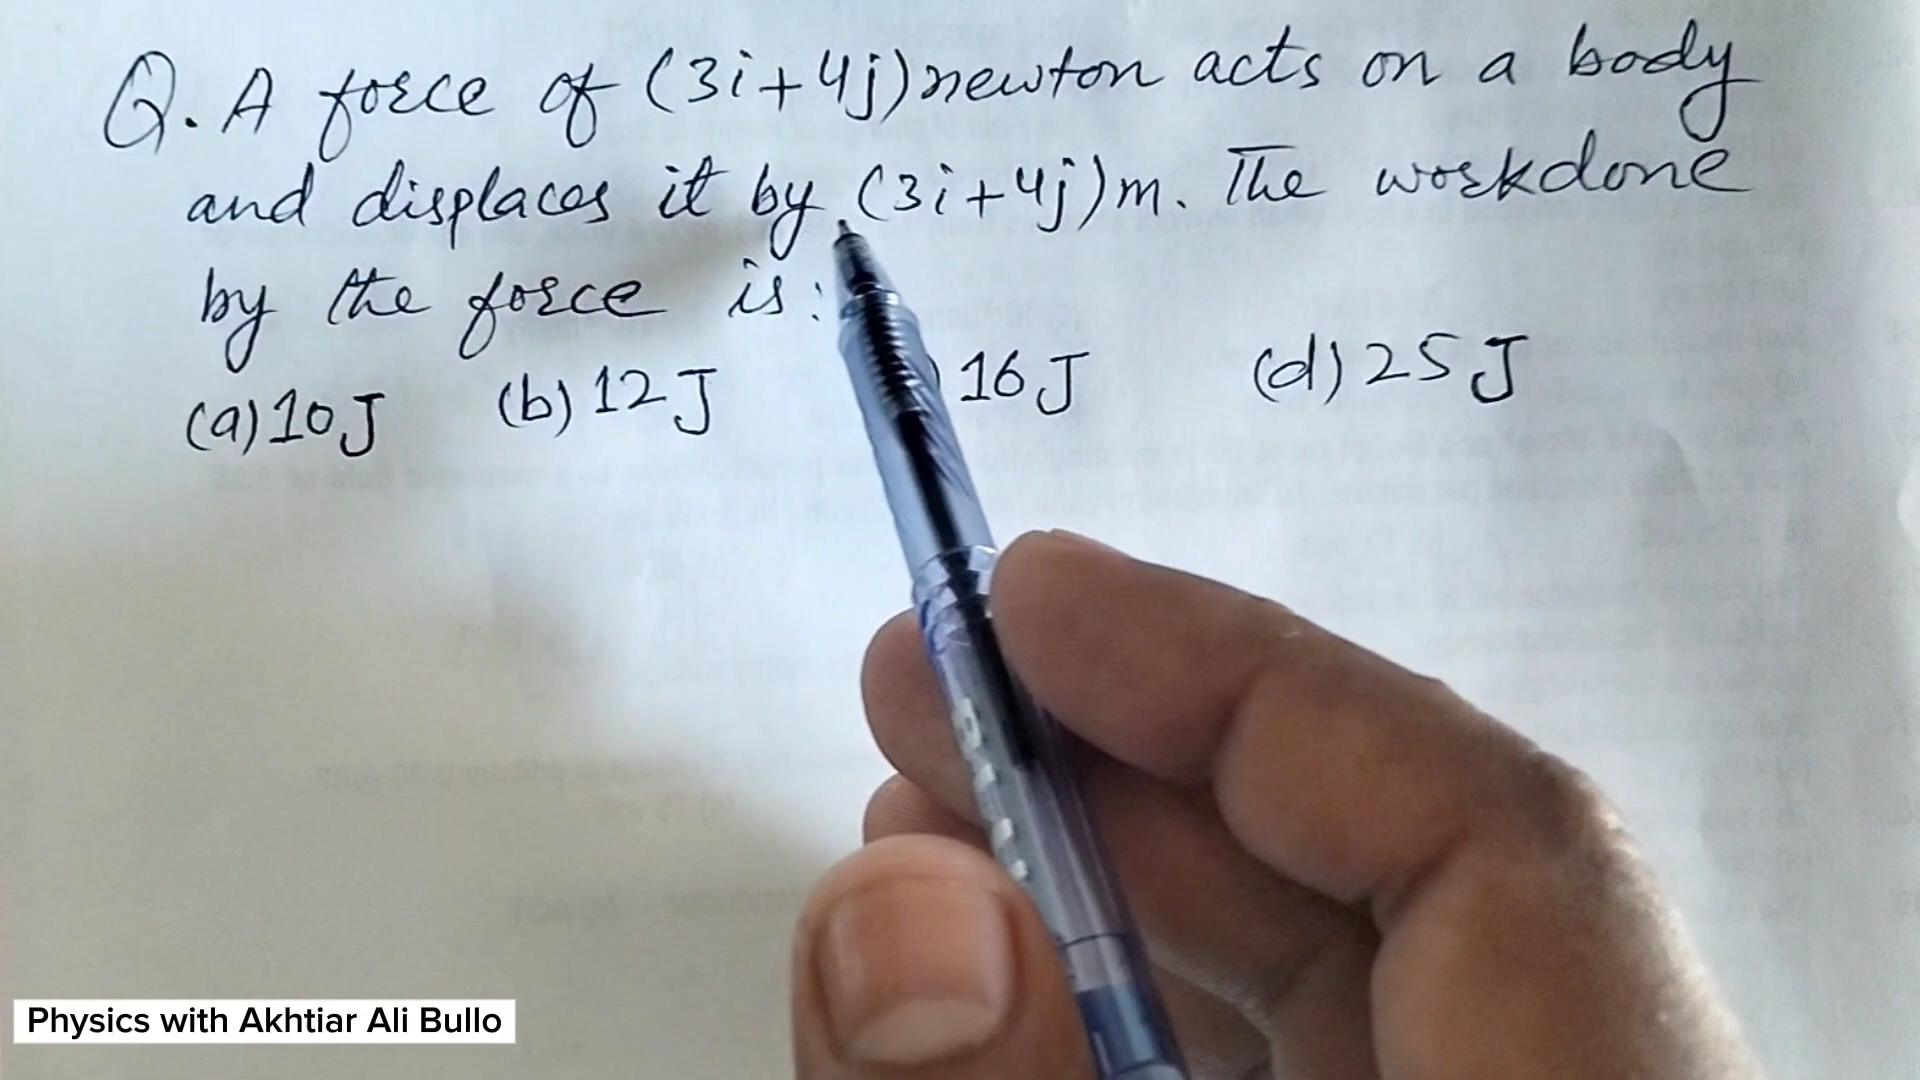 Q. A force of (3i+4j) newton acts on a body
and displaces it by (3i+4j)m. The workdone
by the force is:
(a) 10J (b) 12J ) 16J (d) 25J
Physics with Akhtiar Ali Bullo